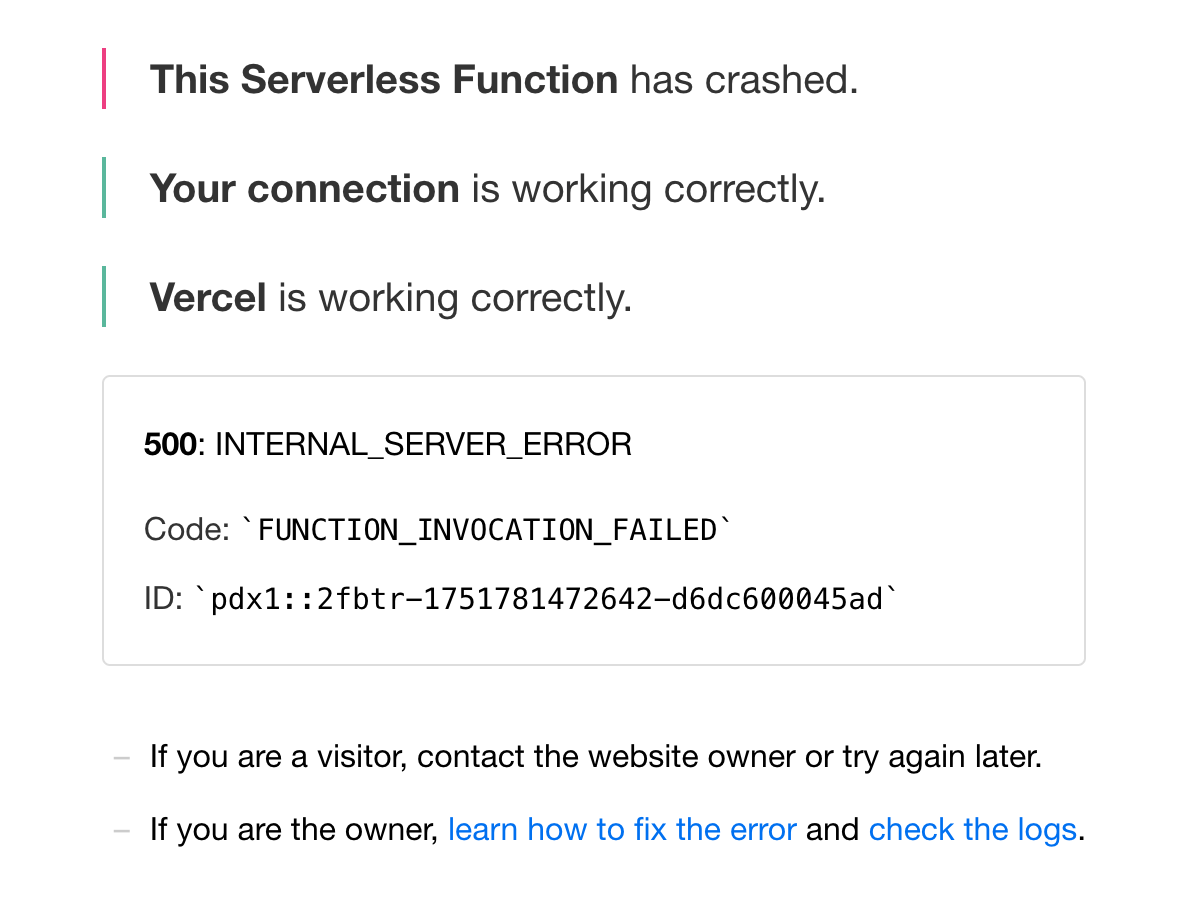 This Serverless Function has crashed.
Your connection is working correctly.
Vercel is working correctly.
500: INTERNAL_SERVER_ERROR
Code: `FUNCTION_INVOCATION_FAILED`
ID: `pdx1::2fbtr-1751781472642-d6dc600045ad`
– If you are a visitor, contact the website owner or try again later.
– If you are the owner, learn how to fix the error and check the logs.